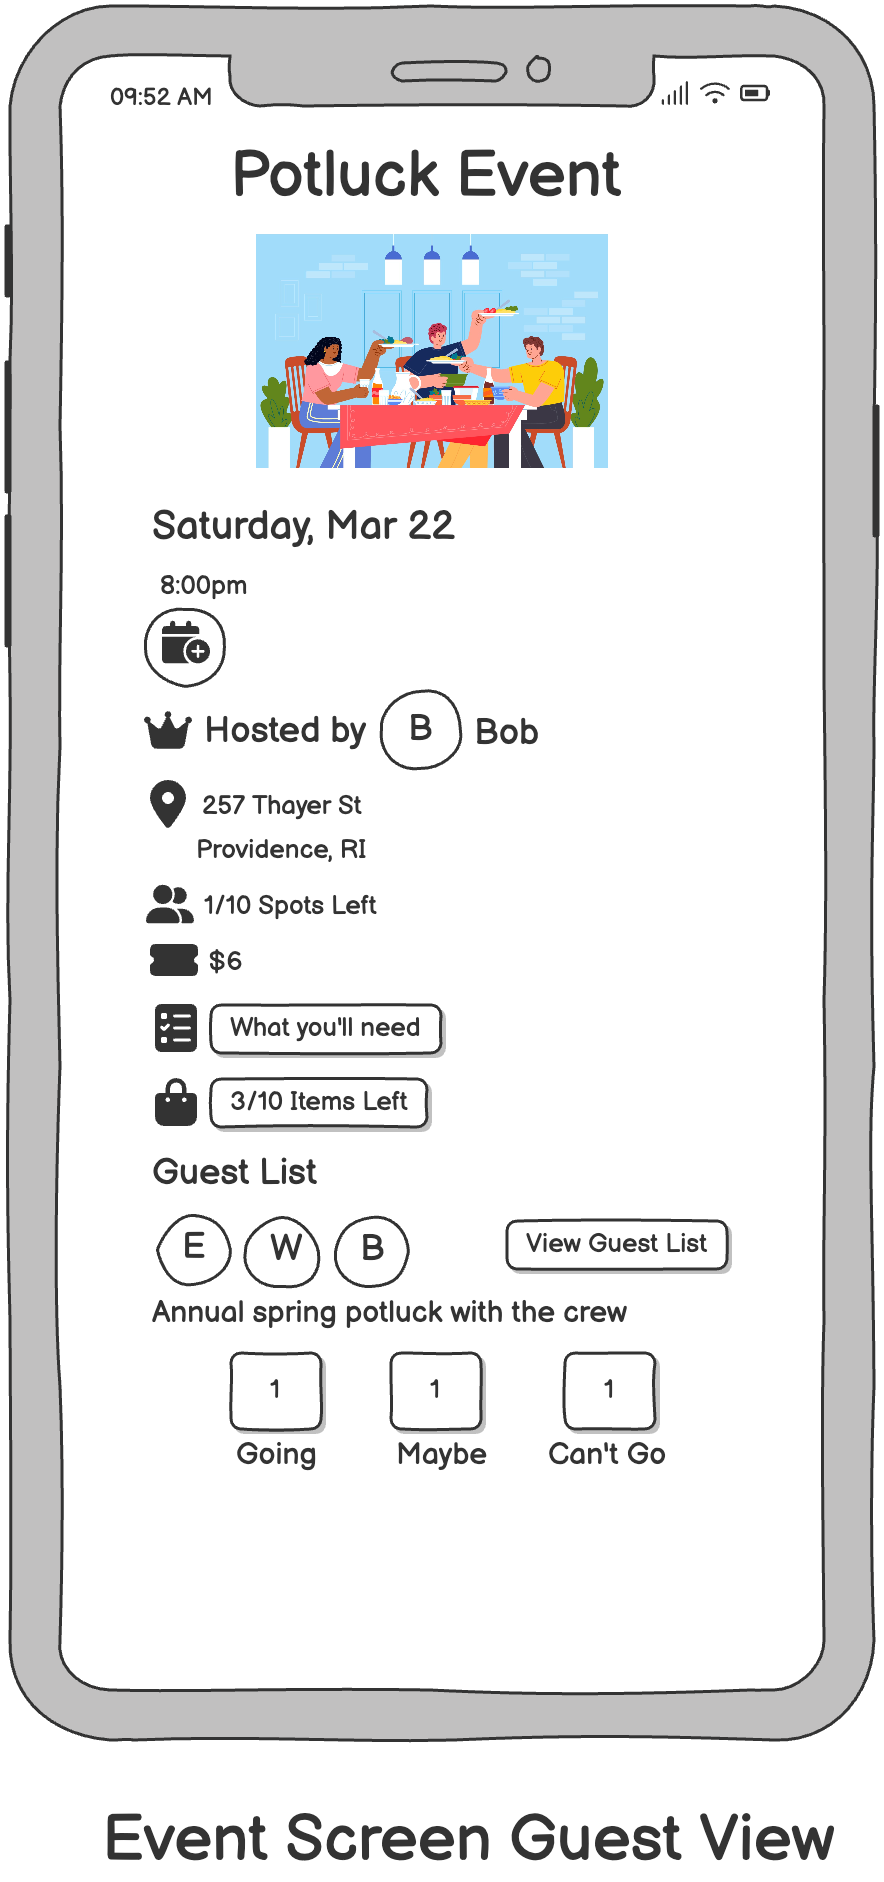 09:52 AM
Potluck Event
Saturday, Mar 22
8:00pm
Hosted by B Bob
257 Thayer St
Providence, RI
1/10 Spots Left
$6
What you'll need
3/10 Items Left
Guest List
E W B View Guest List
Annual spring potluck with the crew
1 1 1
Going Maybe Can't Go
Event Screen Guest View